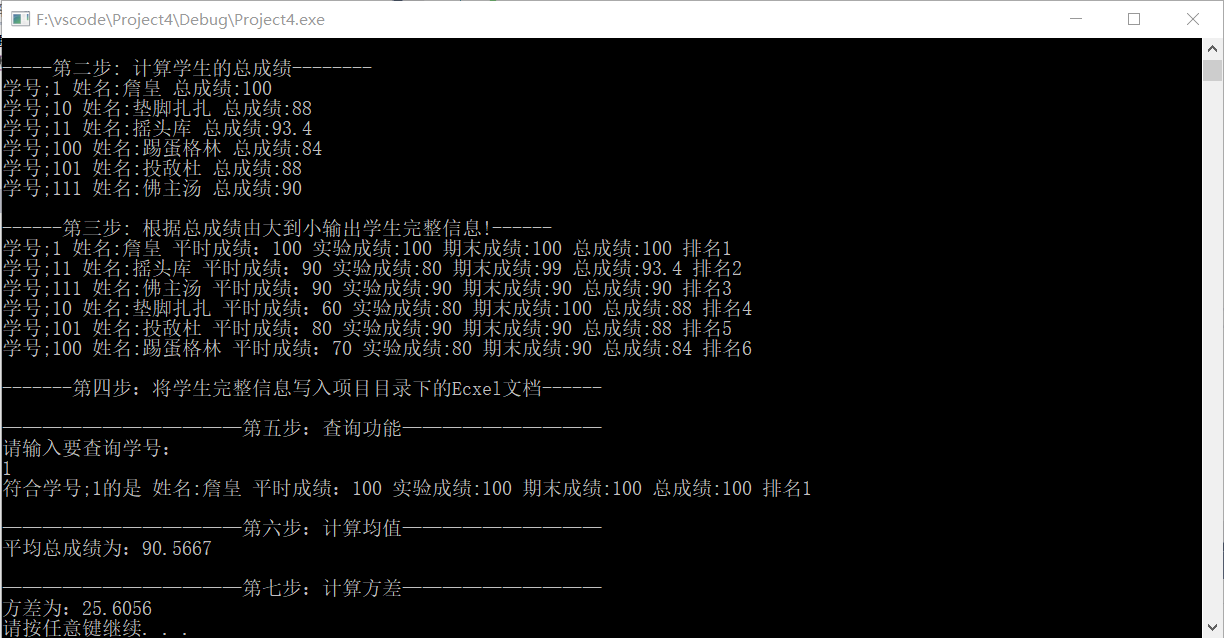 F:\vscode\Project4\Debug\Project4.exe
-----第二步: 计算学生的总成绩--------
学号;1 姓名:詹皇 总成绩:100
学号;10 姓名:垫脚扎扎 总成绩:88
学号;11 姓名:摇头库 总成绩:93.4
学号;100 姓名:踢蛋格林 总成绩:84
学号;101 姓名:投敌杜 总成绩:88
学号;111 姓名:佛主汤 总成绩:90
------第三步: 根据总成绩由大到小输出学生完整信息!------
学号;1 姓名:詹皇 平时成绩：100 实验成绩:100 期末成绩:100 总成绩:100 排名1
学号;11 姓名:摇头库 平时成绩：90 实验成绩:80 期末成绩:99 总成绩:93.4 排名2
学号;111 姓名:佛主汤 平时成绩：90 实验成绩:90 期末成绩:90 总成绩:90 排名3
学号;10 姓名:垫脚扎扎 平时成绩：60 实验成绩:80 期末成绩:100 总成绩:88 排名4
学号;101 姓名:投敌杜 平时成绩：80 实验成绩:90 期末成绩:90 总成绩:88 排名5
学号;100 姓名:踢蛋格林 平时成绩：70 实验成绩:80 期末成绩:90 总成绩:84 排名6
-------第四步：将学生完整信息写入项目目录下的Ecxel文档------
————————————第五步：查询功能——————————
请输入要查询学号：
1
符合学号;1的是 姓名:詹皇 平时成绩：100 实验成绩:100 期末成绩:100 总成绩:100 排名1
————————————第六步：计算均值——————————
平均总成绩为：90.5667
————————————第七步：计算方差——————————
方差为：25.6056
请按任意键继续. . .